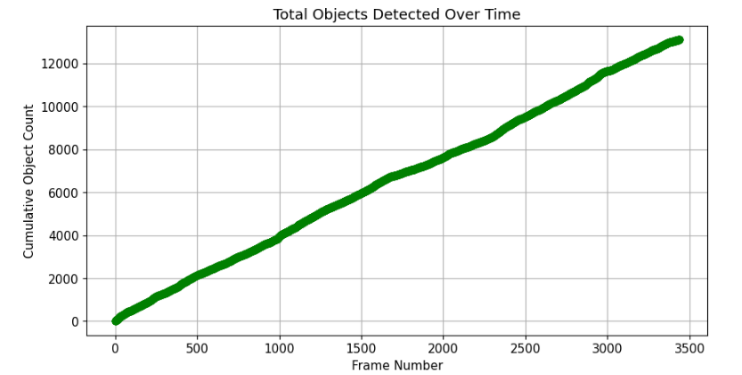 Total Objects Detected Over Time
Cumulative Object Count
12000
10000
8000
6000
4000
2000
0
0 500 1000 1500 2000 2500 3000 3500
Frame Number